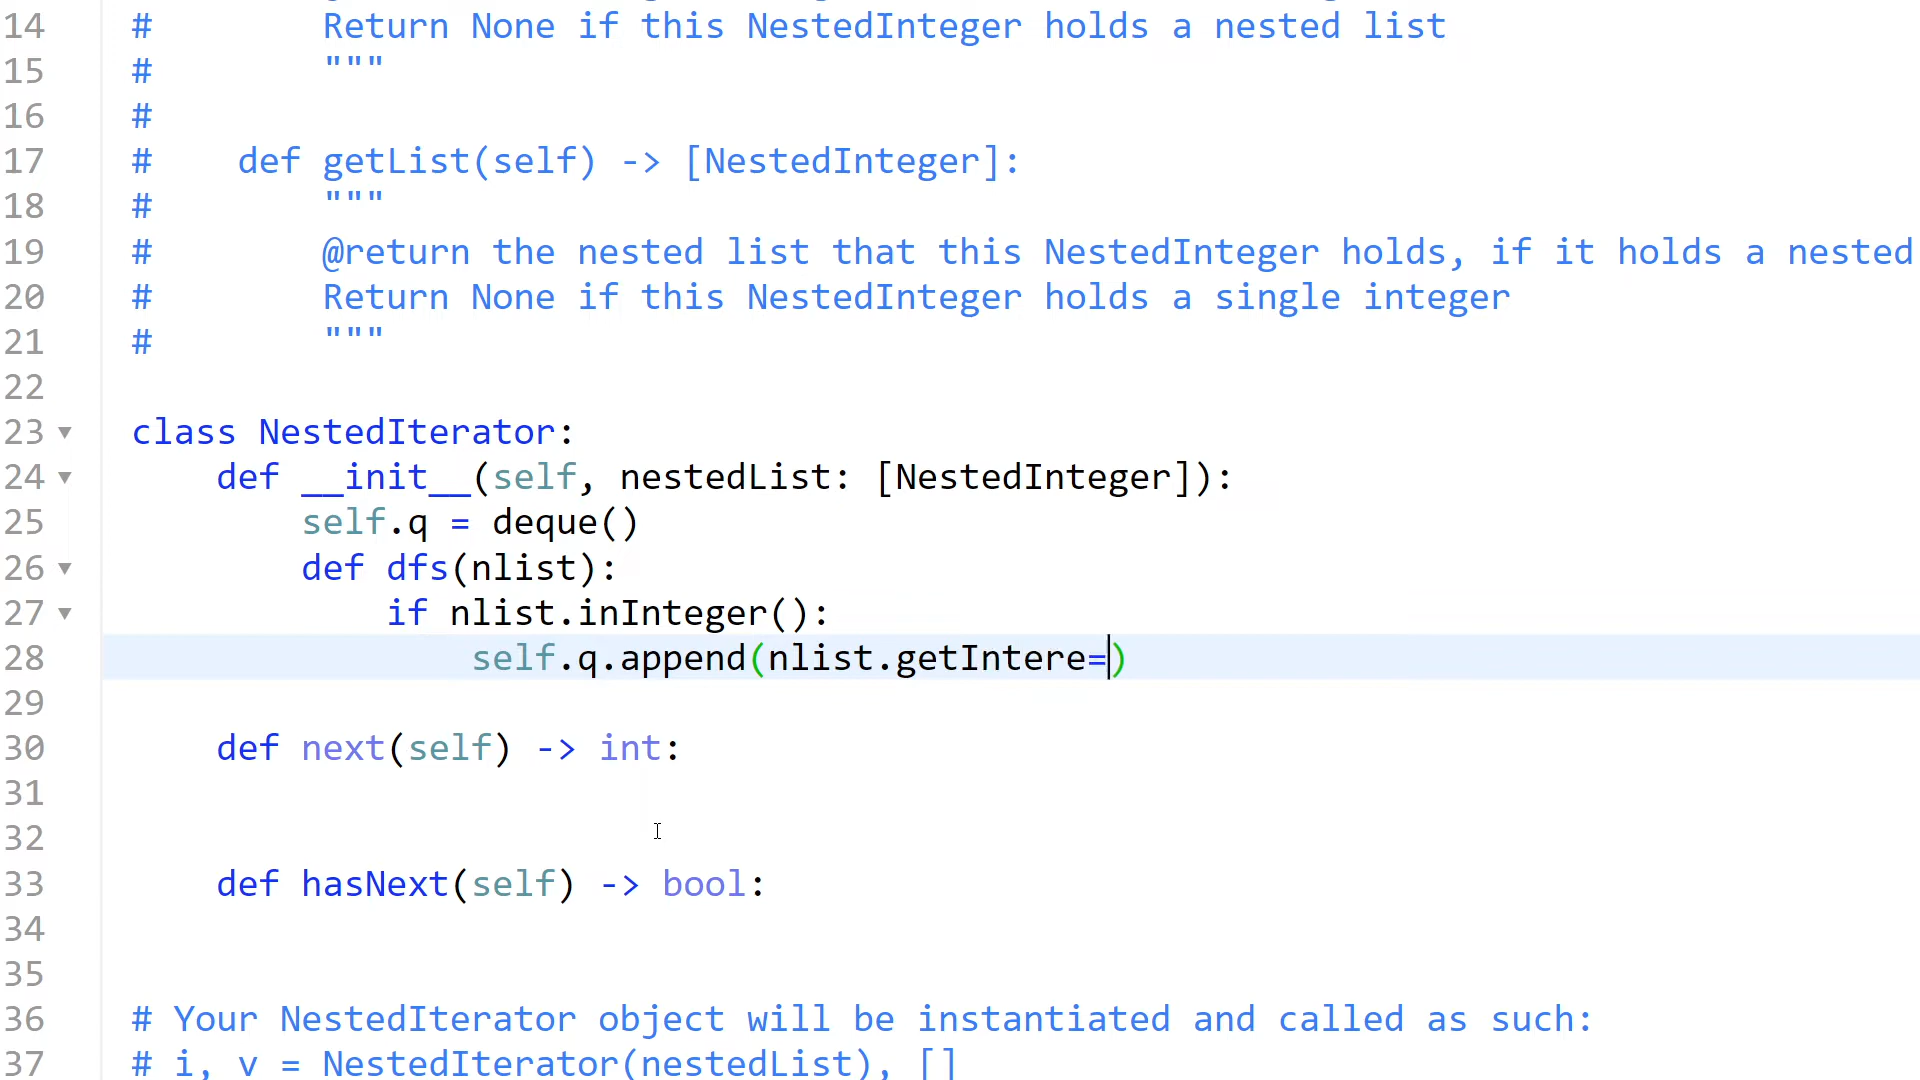 14 # Return None if this NestedInteger holds a nested list
15 # """
16 #
17 # def getList(self) -> [NestedInteger]:
18 # """
19 # @return the nested list that this NestedInteger holds, if it holds a nested
20 # Return None if this NestedInteger holds a single integer
21 # """
22
23 class NestedIterator:
24 def __init__(self, nestedList: [NestedInteger]):
25 self.q = deque()
26 def dfs(nlist):
27 if nlist.inInteger():
28 self.q.append(nlist.getIntere=)
29
30 def next(self) -> int:
31
32
33 def hasNext(self) -> bool:
34
35
36 # Your NestedIterator object will be instantiated and called as such:
37 # i, v = NestedIterator(nestedList), []